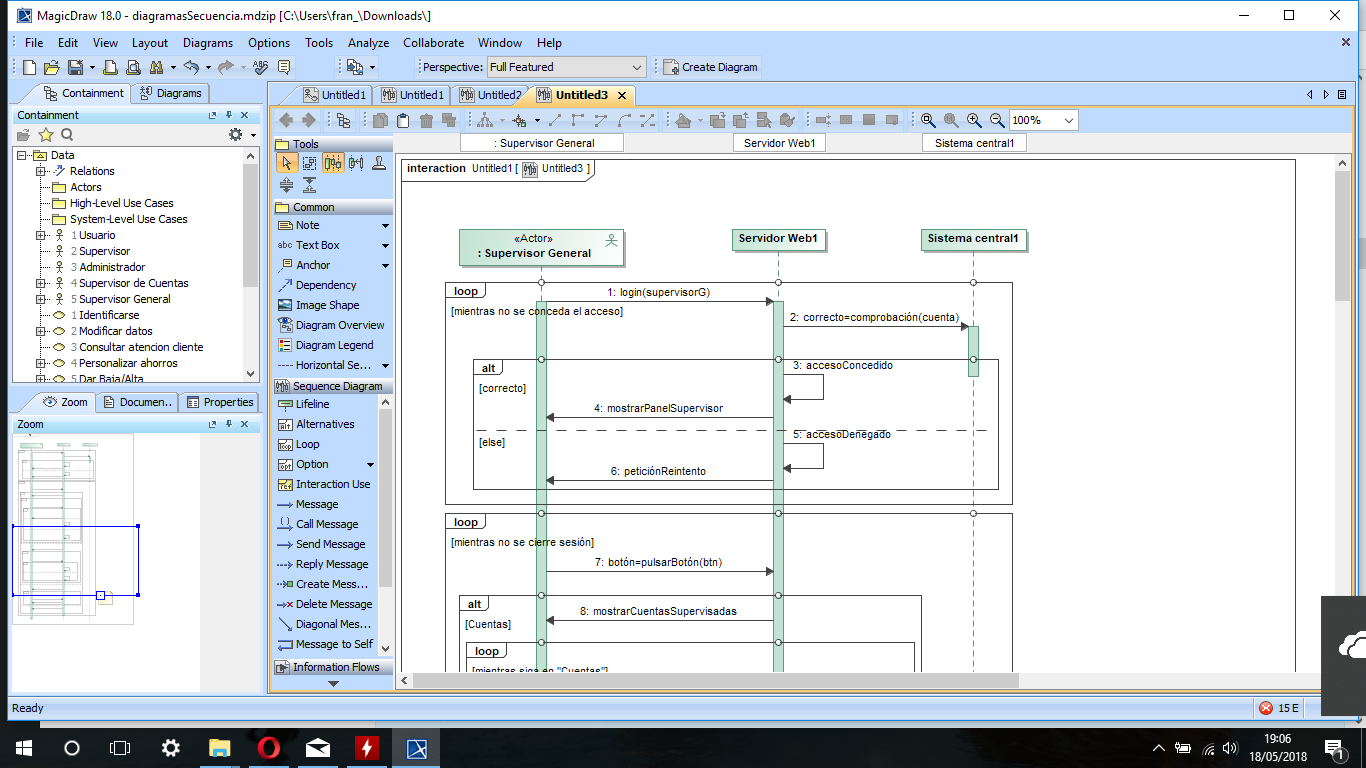 MagicDraw 18.0 - diagramasSecuencia.mdzip [C:\Users\fran_\Downloads\]
File Edit View Layout Diagrams Options Tools Analyze Collaborate Window Help
Perspective: Full Featured Create Diagram
Containment Diagrams
Untitled1 Untitled1 Untitled2 Untitled3
Containment
100%
Data
Relations
Actors
High-Level Use Cases
System-Level Use Cases
1 Usuario
2 Supervisor
3 Administrador
4 Supervisor de Cuentas
5 Supervisor General
1 Identificarse
2 Modificar datos
3 Consultar atencion cliente
4 Personalizar ahorros
5 Dar Baja/Alta
Zoom Documen... Properties
Zoom
Tools
Common
Note
abc Text Box
Anchor
Dependency
Image Shape
Diagram Overview
Diagram Legend
Horizontal Se...
Sequence Diagram
Lifeline
Alternatives
Loop
Option
Interaction Use
Message
Call Message
Send Message
Reply Message
Create Mess...
Delete Message
Diagonal Mes...
Message to Self
Information Flows
: Supervisor General Servidor Web1 Sistema central1
interaction Untitled1 [ Untitled3 ]
«Actor»
: Supervisor General
Servidor Web1
Sistema central1
loop
1: login(supervisorG)
[mientras no se conceda el acceso]
2: correcto=comprobación(cuenta)
alt
3: accesoConcedido
[correcto]
4: mostrarPanelSupervisor
5: accesoDenegado
[else]
6: peticiónReintento
loop
[mientras no se cierre sesión]
7: botón=pulsarBotón(btn)
alt
8: mostrarCuentasSupervisadas
[Cuentas]
loop
[mientras siga en "Cuentas"]
Ready
15 E
19:06
18/05/2018
1